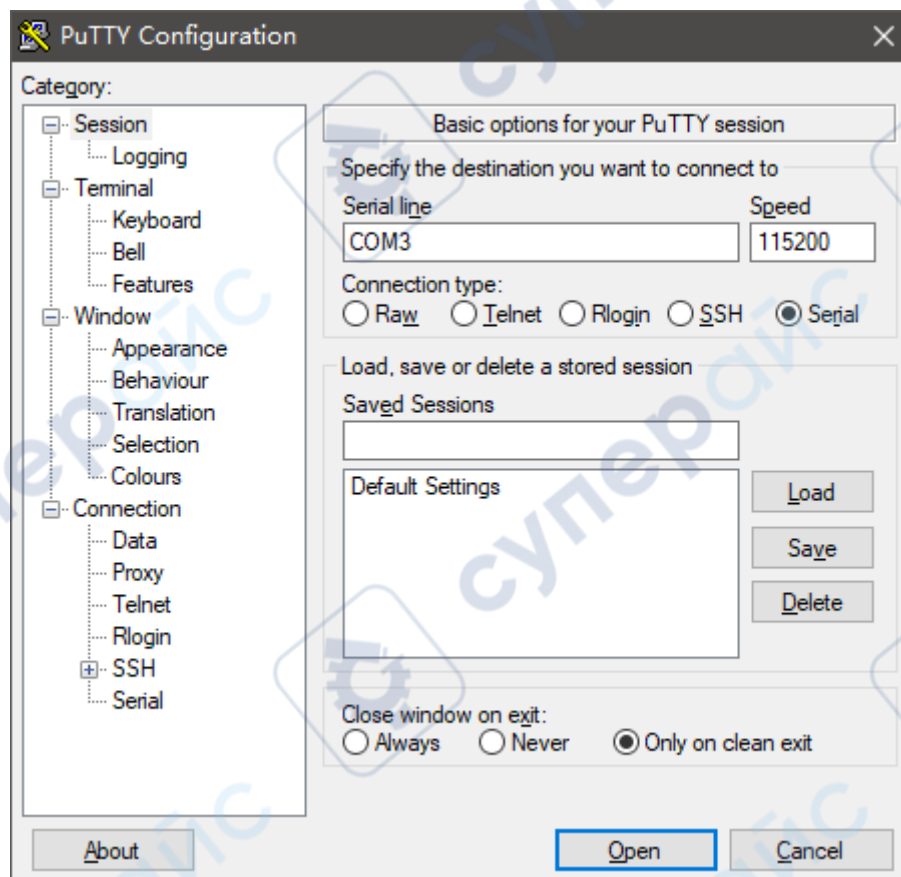 PuTTY Configuration
Category:
Session
Logging
Terminal
Keyboard
Bell
Features
Window
Appearance
Behaviour
Translation
Selection
Colours
Connection
Data
Proxy
Telnet
Rlogin
SSH
Serial
Basic options for your PuTTY session
Specify the destination you want to connect to
Serial line Speed
COM3 115200
Connection type:
Raw Telnet Rlogin SSH Serial
Load, save or delete a stored session
Saved Sessions
Default Settings
Load
Save
Delete
Close window on exit:
Always Never Only on clean exit
About Open Cancel
суперайс